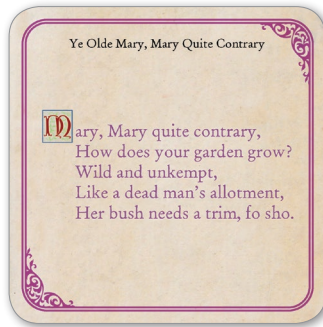 Ye Olde Mary, Mary Quite Contrary
Mary, Mary quite contrary,
How does your garden grow?
Wild and unkempt,
Like a dead man's allotment,
Her bush needs a trim, fo sho.